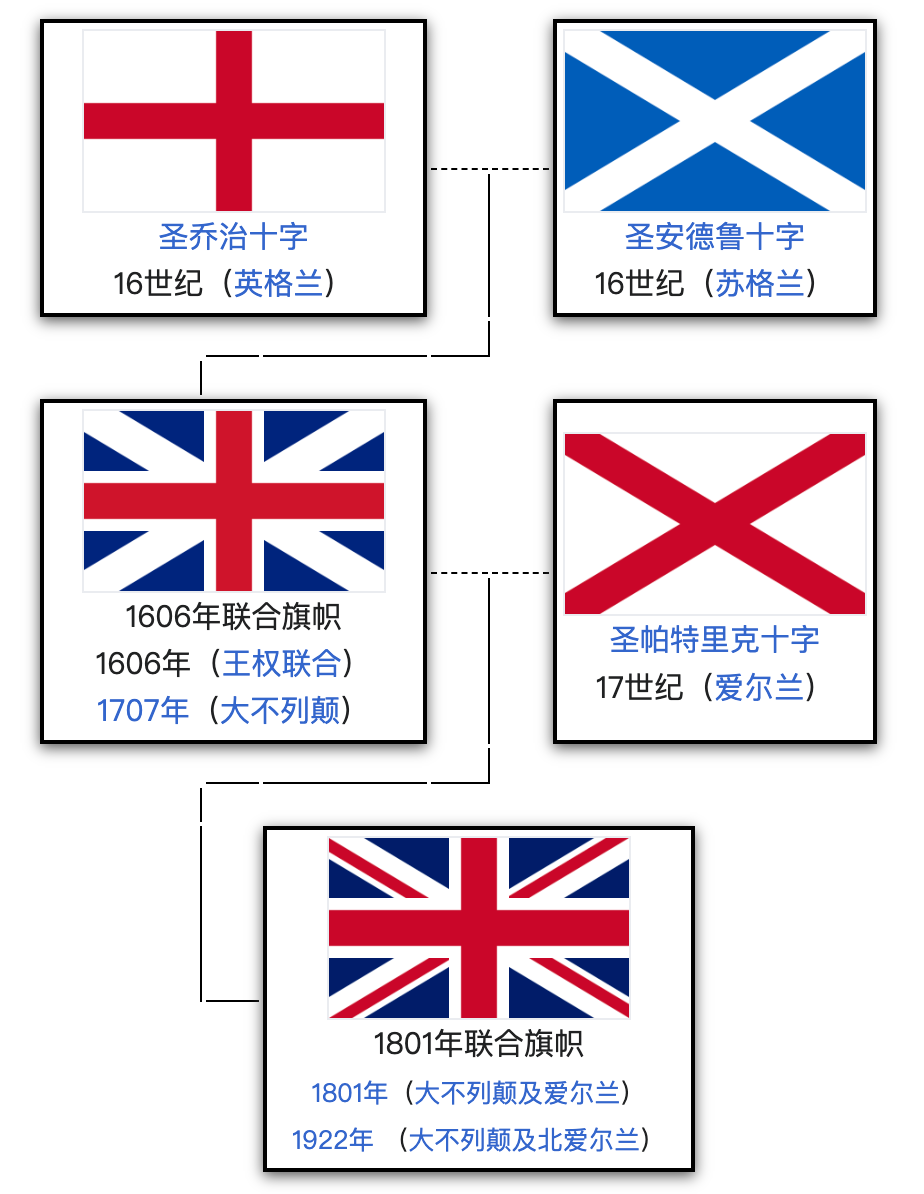 圣乔治十字
16世纪（英格兰）
圣安德鲁十字
16世纪（苏格兰）
1606年联合旗帜
1606年（王权联合）
1707年（大不列颠）
圣帕特里克十字
17世纪（爱尔兰）
1801年联合旗帜
1801年（大不列颠及爱尔兰）
1922年 （大不列颠及北爱尔兰）